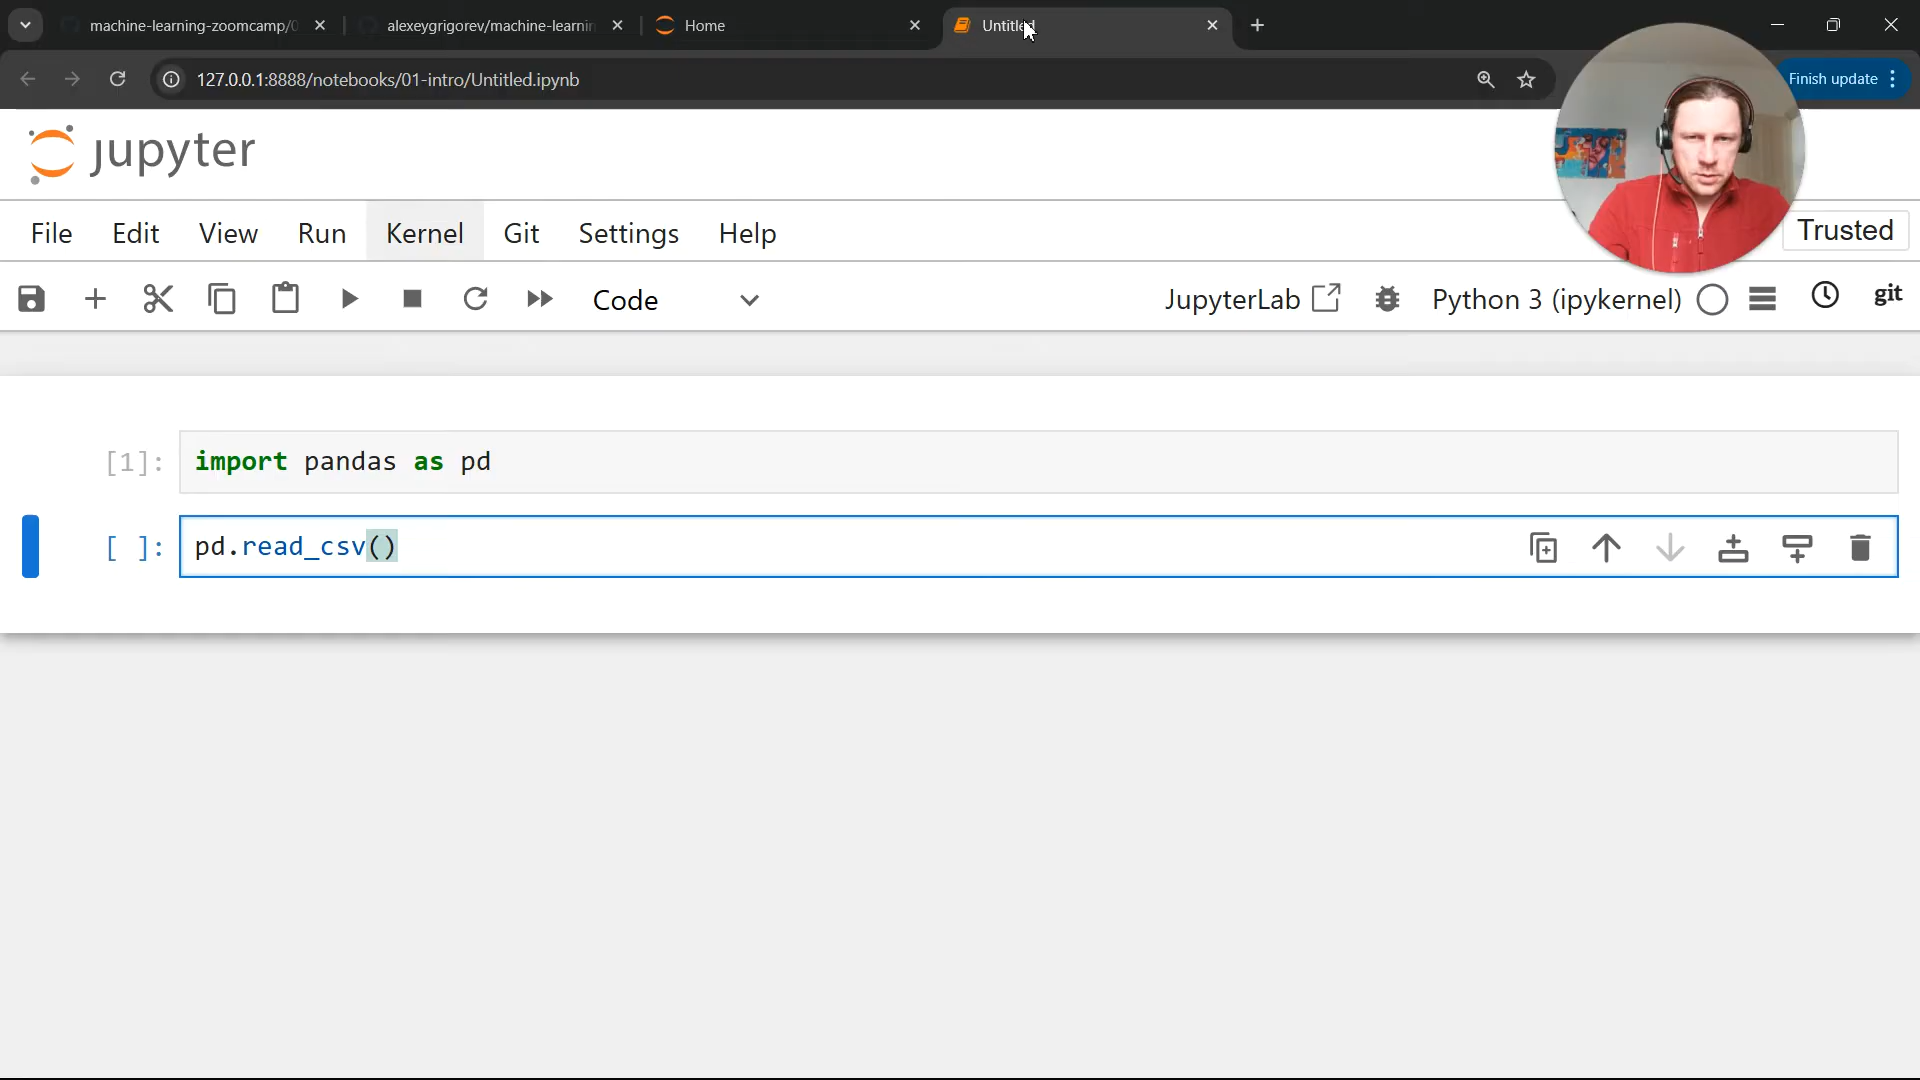 machine-learning-zoomcamp/0
alexeygrigorev/machine-learnin
Home
Untitled
127.0.0.1:8888/notebooks/01-intro/Untitled.ipynb
Finish update
jupyter
File Edit View Run Kernel Git Settings Help
Trusted
Code
JupyterLab
Python 3 (ipykernel)
git
[1]: import pandas as pd
[ ]: pd.read_csv()